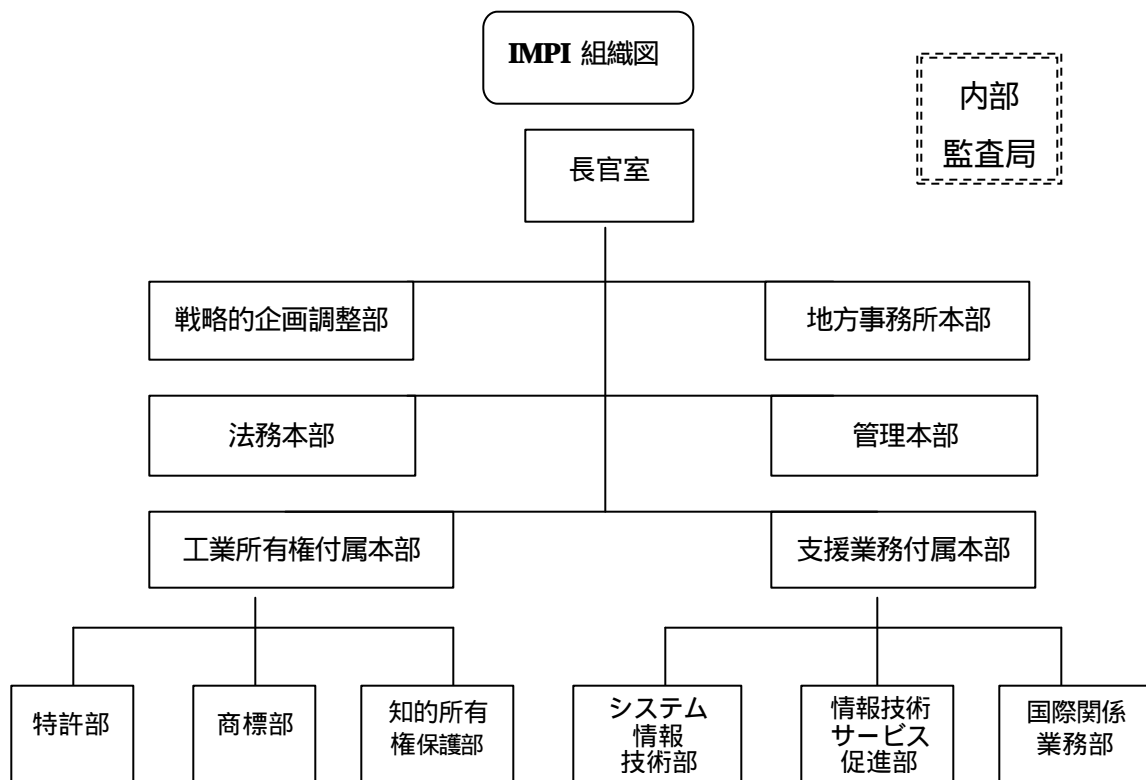 IMPI 組織図
内部
監査局
長官室
戦略的企画調整部
地方事務所本部
法務本部
管理本部
工業所有権付属本部
支援業務付属本部
特許部
商標部
知的所有
権保護部
システム
情報
技術部
情報技術
サービス
促進部
国際関係
業務部